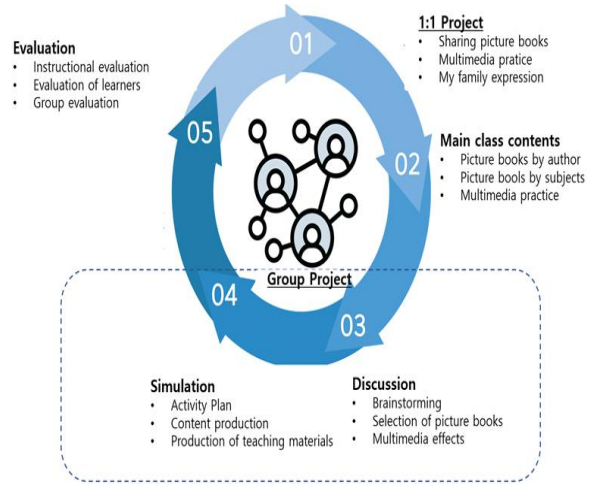 01
1:1 Project
• Sharing picture books
• Multimedia pratice
• My family expression
02
Main class contents
• Picture books by author
• Picture bools by subjects
• Multimedia practice
Group Project
03
Discussion
• Brainstorming
• Selection of picture books
• Multimedia effects
04
Simulation
• Activity Plan
• Content production
• Production of teaching materials
05
Evaluation
• Instructional evaluation
• Evaluation of learners
• Group evaluation